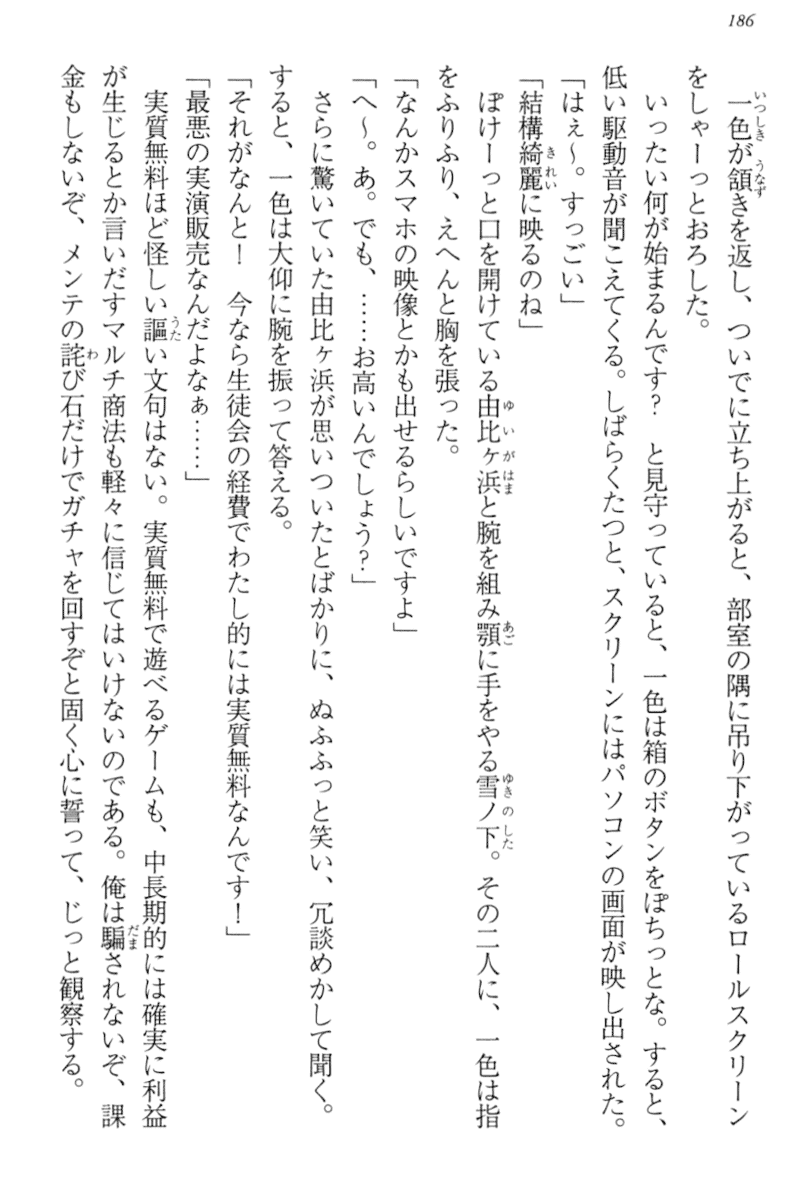 186
一色が頷きを返し、ついでに立ち上がると、部室の隅に吊り下がっているロールスクリーン
をしゃーっとおろした。
いったい何が始まるんです？　と見守っていると、一色は箱のボタンをぽちっとな。すると、
低い駆動音が聞こえてくる。しばらくたつと、スクリーンにはパソコンの画面が映し出された。
「はぇ〜。すっごい」
「結構綺麗に映るのね」
ぽけーっと口を開けている由比ヶ浜と腕を組み顎に手をやる雪ノ下。その二人に、一色は指
をふりふり、えへんと胸を張った。
「なんかスマホの映像とかも出せるらしいですよ」
「へ〜。あ。でも、……お高いんでしょう？」
さらに驚いていた由比ヶ浜が思いついたとばかりに、ぬふふっと笑い、冗談めかして聞く。
すると、一色は大仰に腕を振って答える。
「それがなんと！　今なら生徒会の経費でわたし的には実質無料なんです！」
「最悪の実演販売なんだよなぁ……」
実質無料ほど怪しい謳い文句はない。実質無料で遊べるゲームも、中長期的には確実に利益
が生じるとか言いだすマルチ商法も軽々に信じてはいけないのである。俺は騙されないぞ、課
金もしないぞ、メンテの詫び石だけでガチャを回すぞと固く心に誓って、じっと観察する。